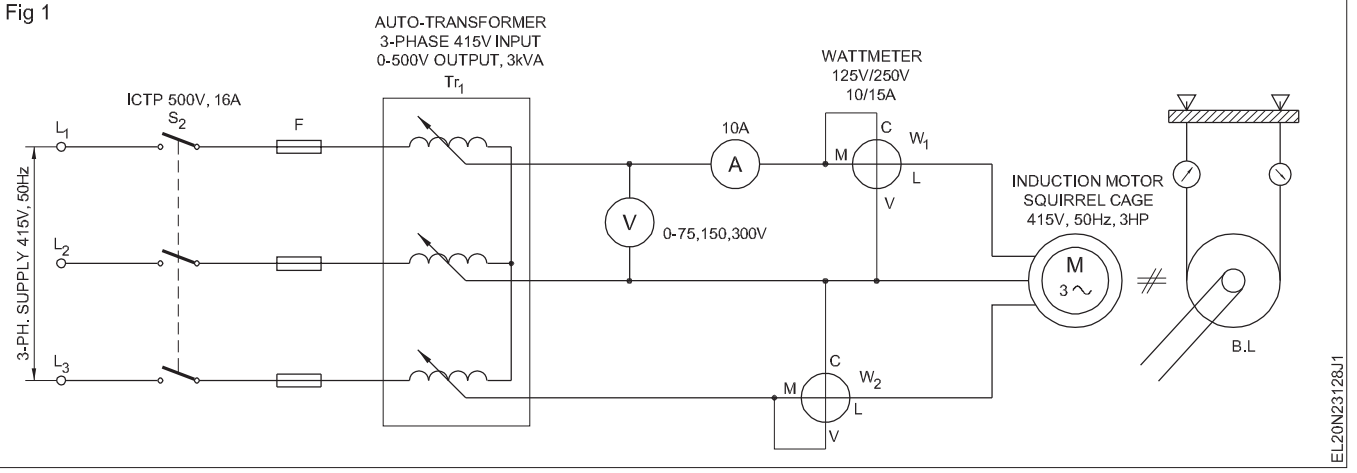 Fig 1
AUTO-TRANSFORMER
3-PHASE 415V INPUT
0-500V OUTPUT, 3kVA
Tr1
ICTP 500V, 16A
S2
F
WATTMETER
125V/250V
10/15A
L1
10A
A
M
C
W1
L
V
V
0-75,150,300V
L2
3-PH. SUPPLY 415V, 50Hz
INDUCTION MOTOR
SQUIRREL CAGE
415V, 50Hz, 3HP
M
3 ~
B.L
L3
C
W2
M
L
V
EL20N23128J1